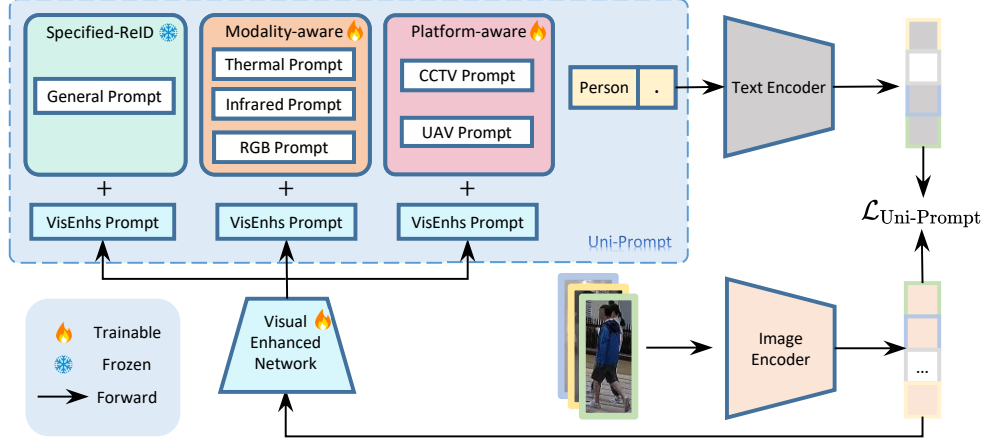 Specified-ReID
General Prompt
Modality-aware
Thermal Prompt
Infrared Prompt
RGB Prompt
Platform-aware
CCTV Prompt
UAV Prompt
Person .
Text Encoder
+ + +
VisEnhs Prompt
VisEnhs Prompt
VisEnhs Prompt
Uni-Prompt
ℒUni-Prompt
Trainable
Frozen
Forward
Visual
Enhanced
Network
Image
Encoder
...